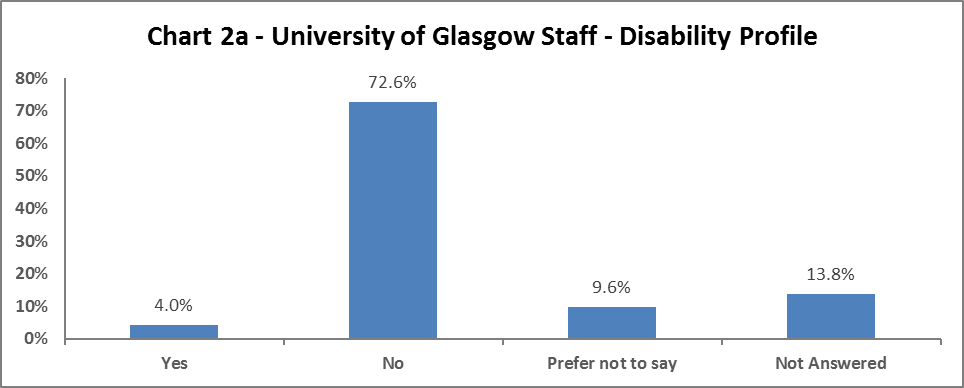 Chart 2a - University of Glasgow Staff - Disability Profile
80%
70%
60%
50%
40%
30%
20%
10%
0%
4.0%
72.6%
9.6%
13.8%
Yes
No
Prefer not to say
Not Answered